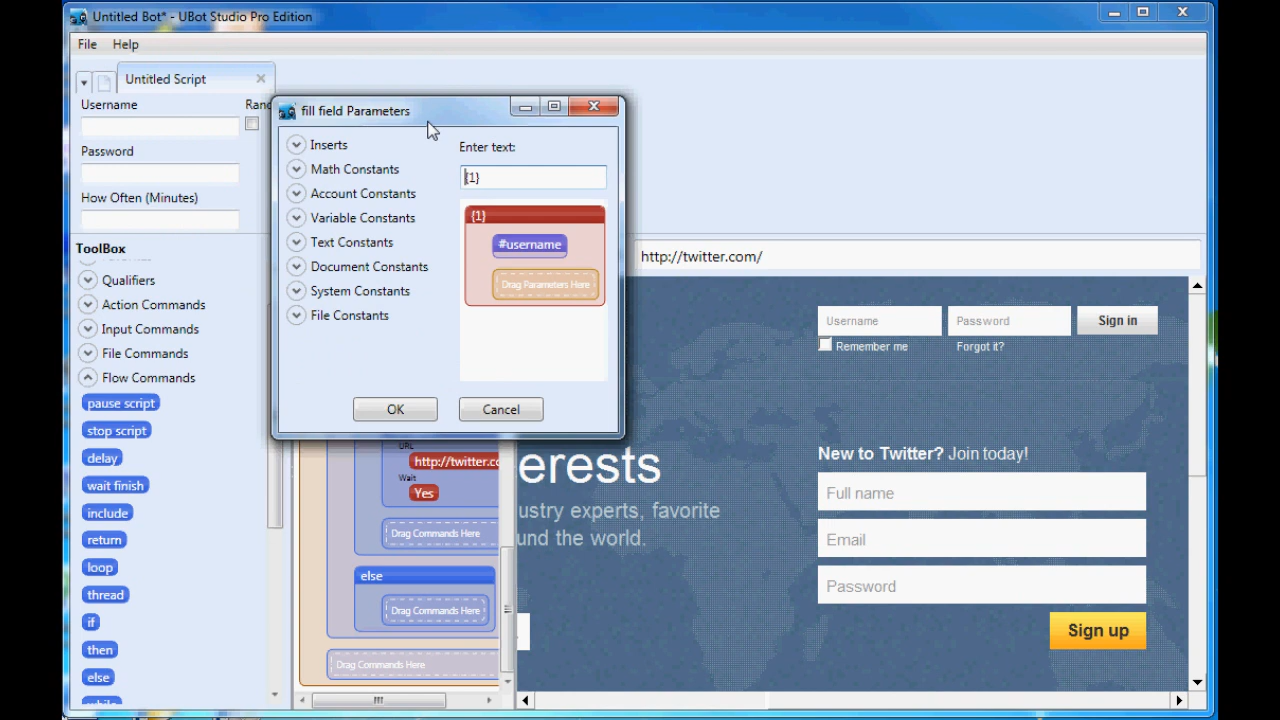 Untitled Bot* - UBot Studio Pro Edition
File Help
Untitled Script
Username
Password
How Often (Minutes)
ToolBox
Qualifiers
Action Commands
Input Commands
File Commands
Flow Commands
pause script
stop script
delay
wait finish
include
return
loop
thread
if
then
else
fill field Parameters
Inserts
Math Constants
Account Constants
Variable Constants
Text Constants
Document Constants
System Constants
File Constants
Enter text:
{1}
{1}
#username
Drag Parameters Here
OK Cancel
URL
http://twitter.co
Wait
Yes
Drag Commands Here
else
Drag Commands Here
Drag Commands Here
http://twitter.com/
Username Password Sign in
Remember me Forgot it?
erests
ustry experts, favorite
und the world.
New to Twitter? Join today!
Full name
Email
Password
Sign up